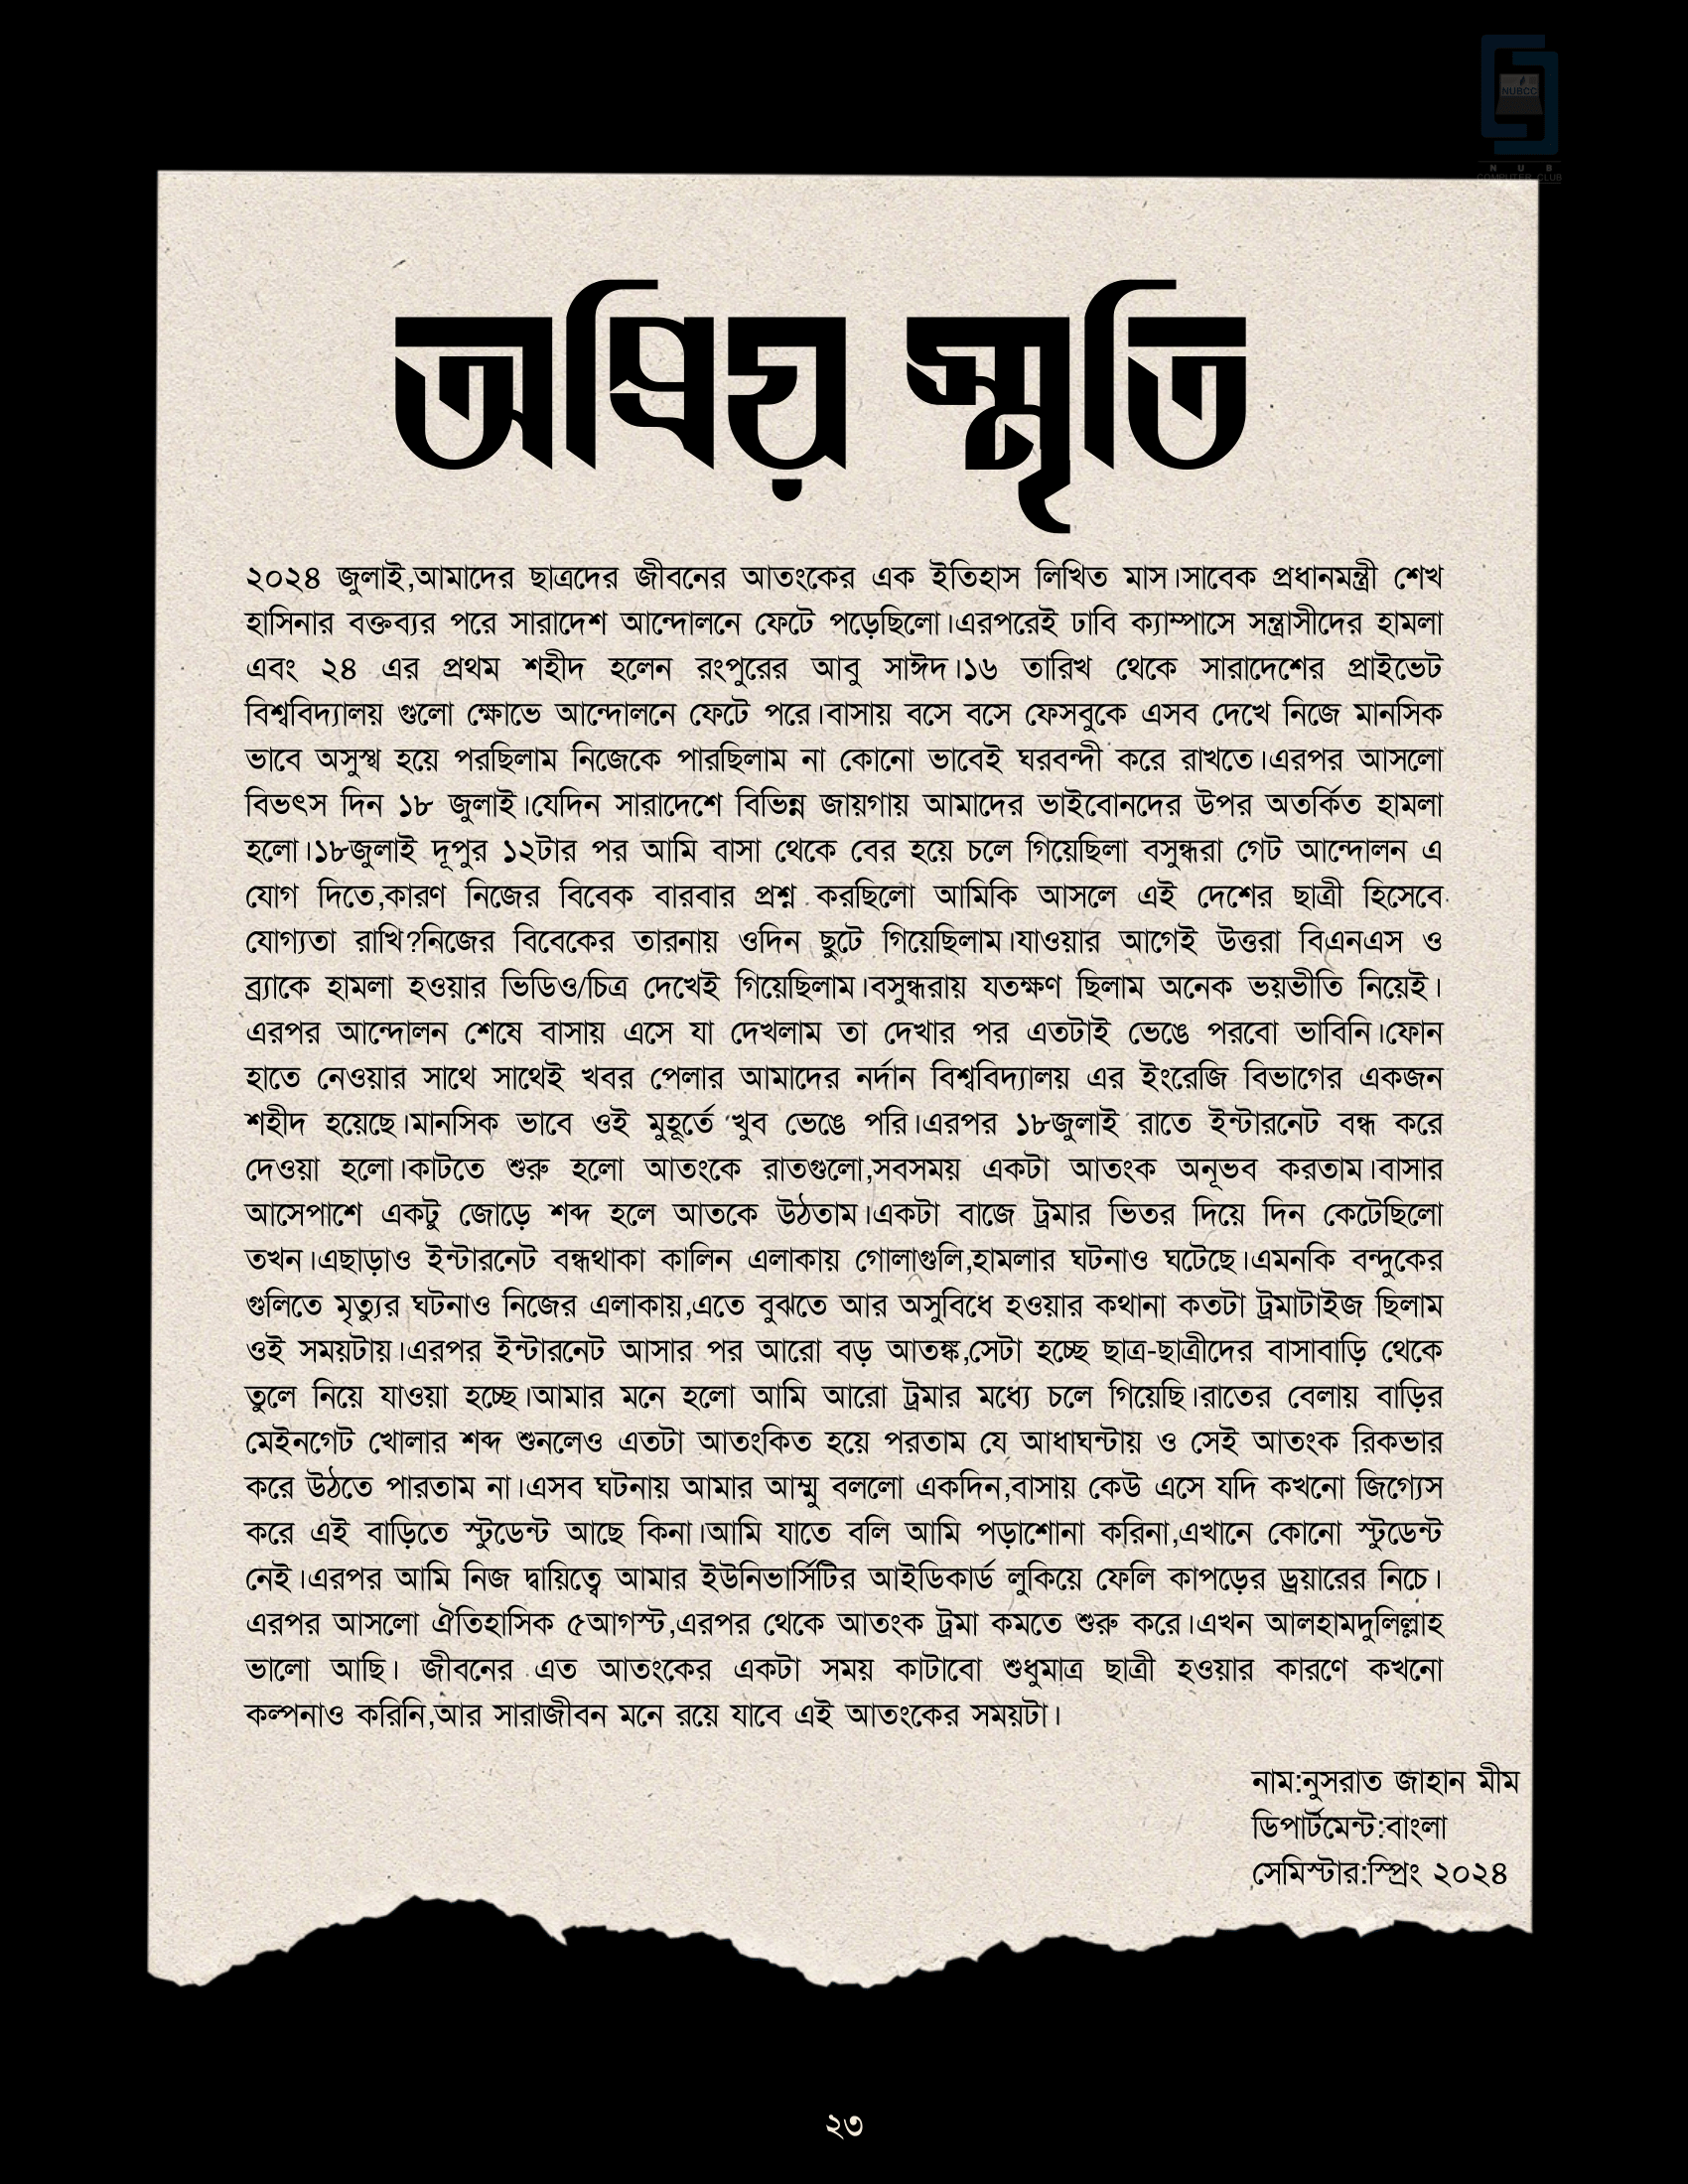 NUBCC
N U B
COMPUTER CLUB
অপ্রিয় স্মৃতি
২০২৪ জুলাই,আমাদের ছাত্রদের জীবনের আতংকের এক ইতিহাস লিখিত মাস।সাবেক প্রধানমন্ত্রী শেখ
হাসিনার বক্তব্যর পরে সারাদেশ আন্দোলনে ফেটে পড়েছিলো।এরপরেই ঢাবি ক্যাম্পাসে সন্ত্রাসীদের হামলা
এবং ২৪ এর প্রথম শহীদ হলেন রংপুরের আবু সাঈদ।১৬ তারিখ থেকে সারাদেশের প্রাইভেট
বিশ্ববিদ্যালয় গুলো ক্ষোভে আন্দোলনে ফেটে পরে।বাসায় বসে বসে ফেসবুকে এসব দেখে নিজে মানসিক
ভাবে অসুস্থ হয়ে পরছিলাম নিজেকে পারছিলাম না কোনো ভাবেই ঘরবন্দী করে রাখতে।এরপর আসলো
বিভৎস দিন ১৮ জুলাই।যেদিন সারাদেশে বিভিন্ন জায়গায় আমাদের ভাইবোনদের উপর অতর্কিত হামলা
হলো।১৮জুলাই দূপুর ১২টার পর আমি বাসা থেকে বের হয়ে চলে গিয়েছিলা বসুন্ধরা গেট আন্দোলন এ
যোগ দিতে,কারণ নিজের বিবেক বারবার প্রশ্ন করছিলো আমিকি আসলে এই দেশের ছাত্রী হিসেবে
যোগ্যতা রাখি?নিজের বিবেকের তারনায় ওদিন ছুটে গিয়েছিলাম।যাওয়ার আগেই উত্তরা বিএনএস ও
ব্র্যাকে হামলা হওয়ার ভিডিও/চিত্র দেখেই গিয়েছিলাম।বসুন্ধরায় যতক্ষণ ছিলাম অনেক ভয়ভীতি নিয়েই।
এরপর আন্দোলন শেষে বাসায় এসে যা দেখলাম তা দেখার পর এতটাই ভেঙে পরবো ভাবিনি।ফোন
হাতে নেওয়ার সাথে সাথেই খবর পেলার আমাদের নর্দান বিশ্ববিদ্যালয় এর ইংরেজি বিভাগের একজন
শহীদ হয়েছে।মানসিক ভাবে ওই মুহূর্তে খুব ভেঙে পরি।এরপর ১৮জুলাই রাতে ইন্টারনেট বন্ধ করে
দেওয়া হলো।কাটতে শুরু হলো আতংকে রাতগুলো,সবসময় একটা আতংক অনূভব করতাম।বাসার
আসেপাশে একটু জোড়ে শব্দ হলে আতকে উঠতাম।একটা বাজে ট্রমার ভিতর দিয়ে দিন কেটেছিলো
তখন।এছাড়াও ইন্টারনেট বন্ধথাকা কালিন এলাকায় গোলাগুলি,হামলার ঘটনাও ঘটেছে।এমনকি বন্দুকের
গুলিতে মৃত্যুর ঘটনাও নিজের এলাকায়,এতে বুঝতে আর অসুবিধে হওয়ার কথানা কতটা ট্রমাটাইজ ছিলাম
ওই সময়টায়।এরপর ইন্টারনেট আসার পর আরো বড় আতঙ্ক,সেটা হচ্ছে ছাত্র-ছাত্রীদের বাসাবাড়ি থেকে
তুলে নিয়ে যাওয়া হচ্ছে।আমার মনে হলো আমি আরো ট্রমার মধ্যে চলে গিয়েছি।রাতের বেলায় বাড়ির
মেইনগেট খোলার শব্দ শুনলেও এতটা আতংকিত হয়ে পরতাম যে আধাঘন্টায় ও সেই আতংক রিকভার
করে উঠতে পারতাম না।এসব ঘটনায় আমার আম্মু বললো একদিন,বাসায় কেউ এসে যদি কখনো জিগ্যেস
করে এই বাড়িতে স্টুডেন্ট আছে কিনা।আমি যাতে বলি আমি পড়াশোনা করিনা,এখানে কোনো স্টুডেন্ট
নেই।এরপর আমি নিজ দ্বায়িত্বে আমার ইউনিভার্সিটির আইডিকার্ড লুকিয়ে ফেলি কাপড়ের ড্রয়ারের নিচে।
এরপর আসলো ঐতিহাসিক ৫আগস্ট,এরপর থেকে আতংক ট্রমা কমতে শুরু করে।এখন আলহামদুলিল্লাহ
ভালো আছি। জীবনের এত আতংকের একটা সময় কাটাবো শুধুমাত্র ছাত্রী হওয়ার কারণে কখনো
কল্পনাও করিনি,আর সারাজীবন মনে রয়ে যাবে এই আতংকের সময়টা।
নাম:নুসরাত জাহান মীম
ডিপার্টমেন্ট:বাংলা
সেমিস্টার:স্প্রিং ২০২৪
২৩